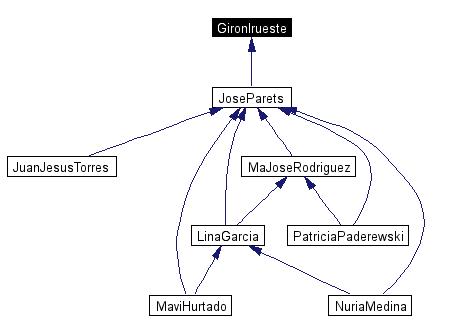 GironIrueste
JoseParets
JuanJesusTorres
MaJoseRodriguez
LinaGarcia
PatriciaPaderewski
MaviHurtado
NuriaMedina